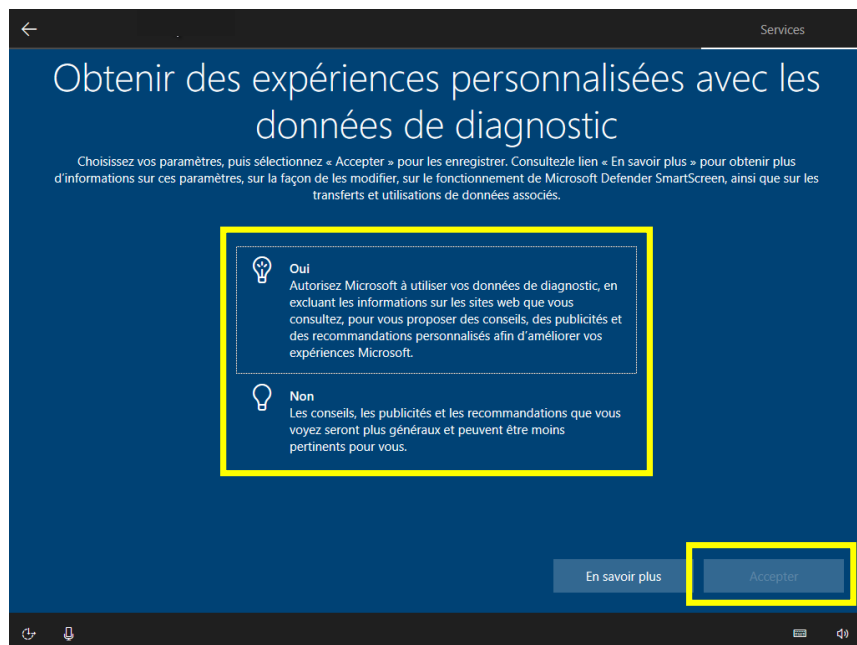 Services
Obtenir des expériences personnalisées avec les
données de diagnostic
Choisissez vos paramètres, puis sélectionnez « Accepter » pour les enregistrer. Consultezle lien « En savoir plus » pour obtenir plus
d'informations sur ces paramètres, sur la façon de les modifier, sur le fonctionnement de Microsoft Defender SmartScreen, ainsi que sur les
transferts et utilisations de données associés.
Oui
Autorisez Microsoft à utiliser vos données de diagnostic, en
excluant les informations sur les sites web que vous
consultez, pour vous proposer des conseils, des publicités et
des recommandations personnalisés afin d'améliorer vos
expériences Microsoft.
Non
Les conseils, les publicités et les recommandations que vous
voyez seront plus généraux et peuvent être moins
pertinents pour vous.
En savoir plus
Accepter